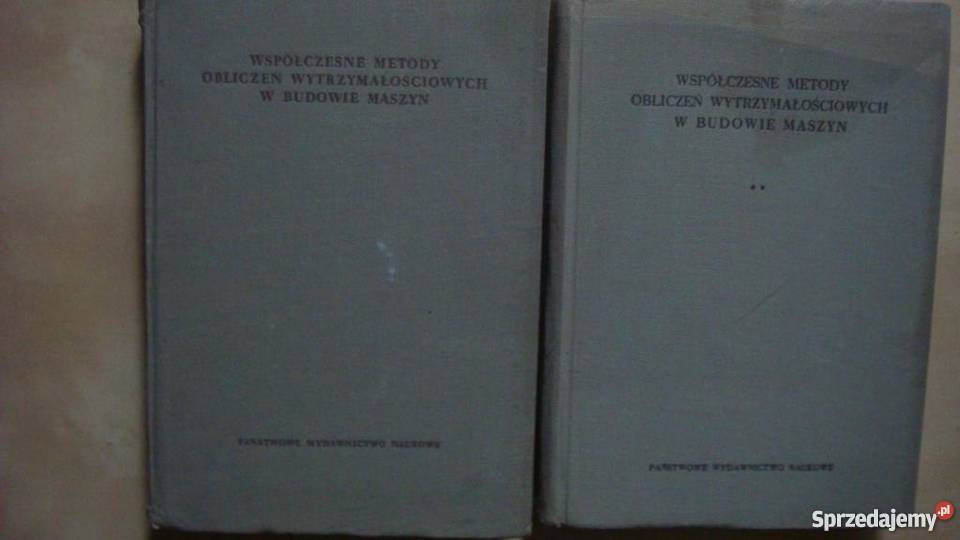 WSPÓŁCZESNE METODY
OBLICZEŃ WYTRZYMAŁOŚCIOWYCH
W BUDOWIE MASZYN
PAŃSTWOWE WYDAWNICTWO NAUKOWE
WSPÓŁCZESNE METODY
OBLICZEŃ WYTRZYMAŁOŚCIOWYCH
W BUDOWIE MASZYN
**
PAŃSTWOWE WYDAWNICTWO NAUKOWE
Sprzedajemy.pl